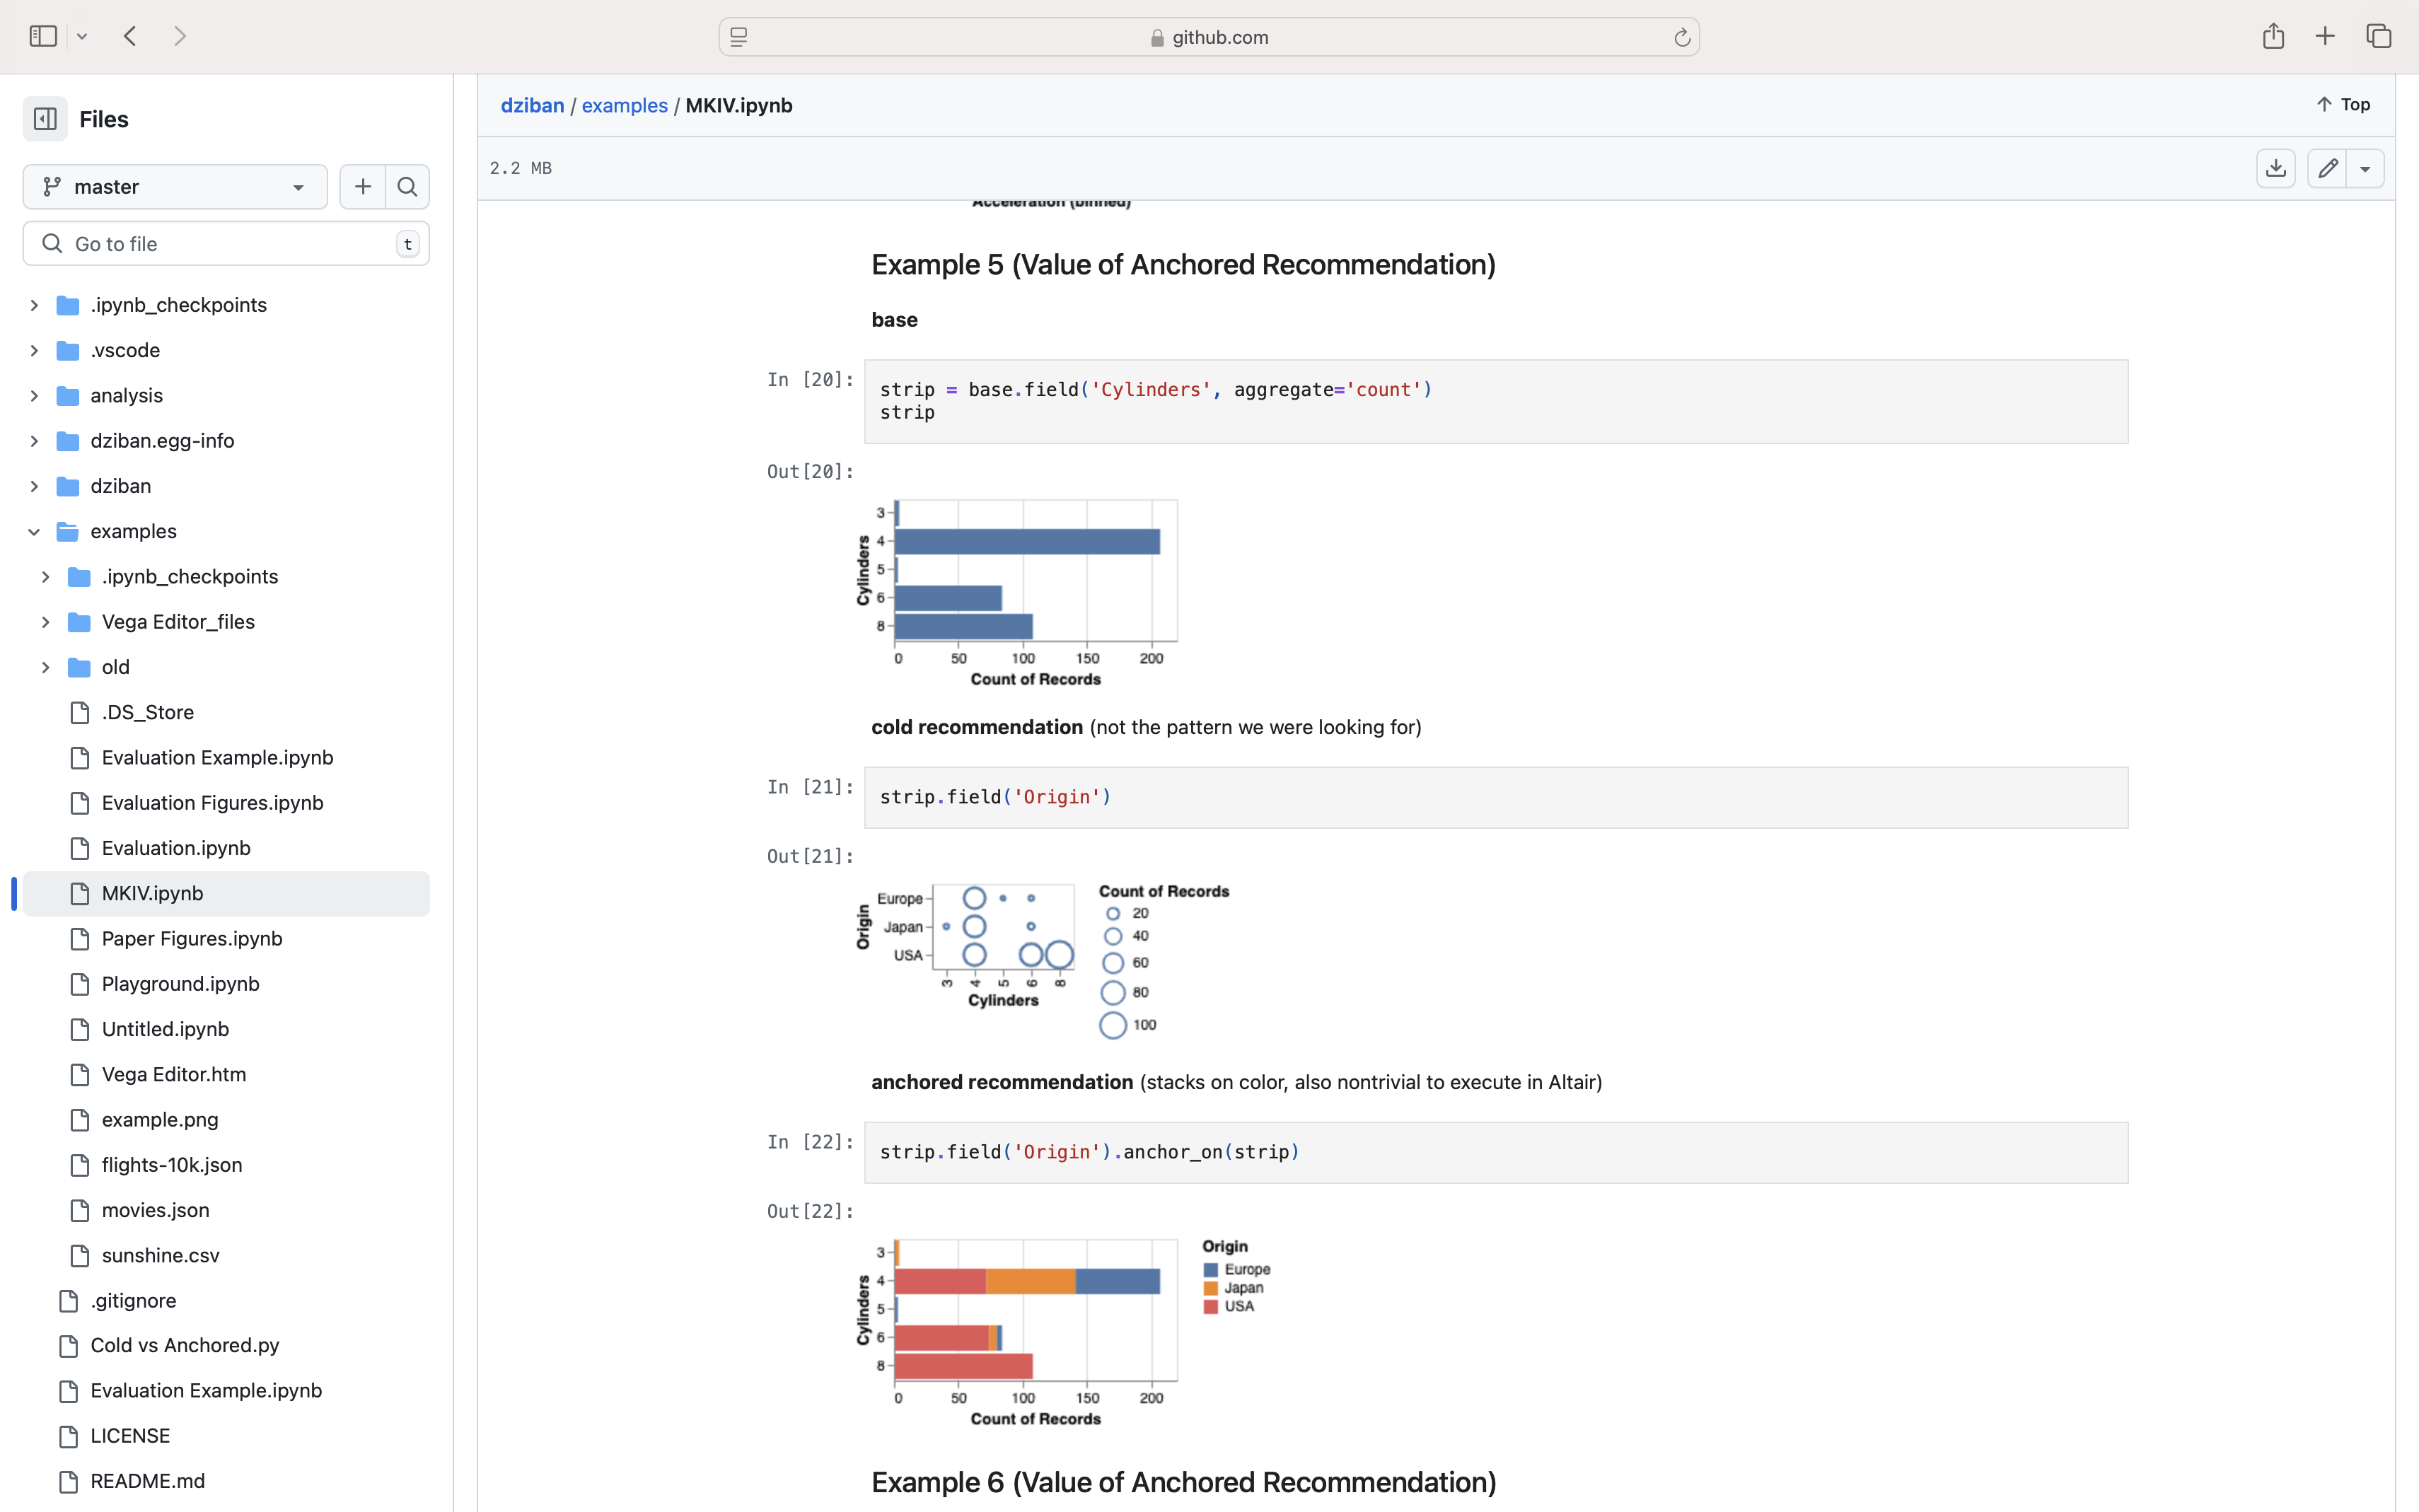 github.com
Files
master
Go to file
t
.ipynb_checkpoints
.vscode
analysis
dziban.egg-info
dziban
examples
.ipynb_checkpoints
Vega Editor_files
old
.DS_Store
Evaluation Example.ipynb
Evaluation Figures.ipynb
Evaluation.ipynb
MKIV.ipynb
Paper Figures.ipynb
Playground.ipynb
Untitled.ipynb
Vega Editor.htm
example.png
flights-10k.json
movies.json
sunshine.csv
.gitignore
Cold vs Anchored.py
Evaluation Example.ipynb
LICENSE
README.md
dziban / examples / MKIV.ipynb
Top
2.2 MB
Acceleration (binned)
Example 5 (Value of Anchored Recommendation)
base
In [20]:
strip = base.field('Cylinders', aggregate='count')
strip
Out[20]:
Cylinders
3
4
5
6
8
0 50 100 150 200
Count of Records
cold recommendation (not the pattern we were looking for)
In [21]:
strip.field('Origin')
Out[21]:
Origin
Europe
Japan
USA
3 4 5 6 8
Cylinders
Count of Records
20
40
60
80
100
anchored recommendation (stacks on color, also nontrivial to execute in Altair)
In [22]:
strip.field('Origin').anchor_on(strip)
Out[22]:
Cylinders
3
4
5
6
8
0 50 100 150 200
Count of Records
Origin
Europe
Japan
USA
Example 6 (Value of Anchored Recommendation)